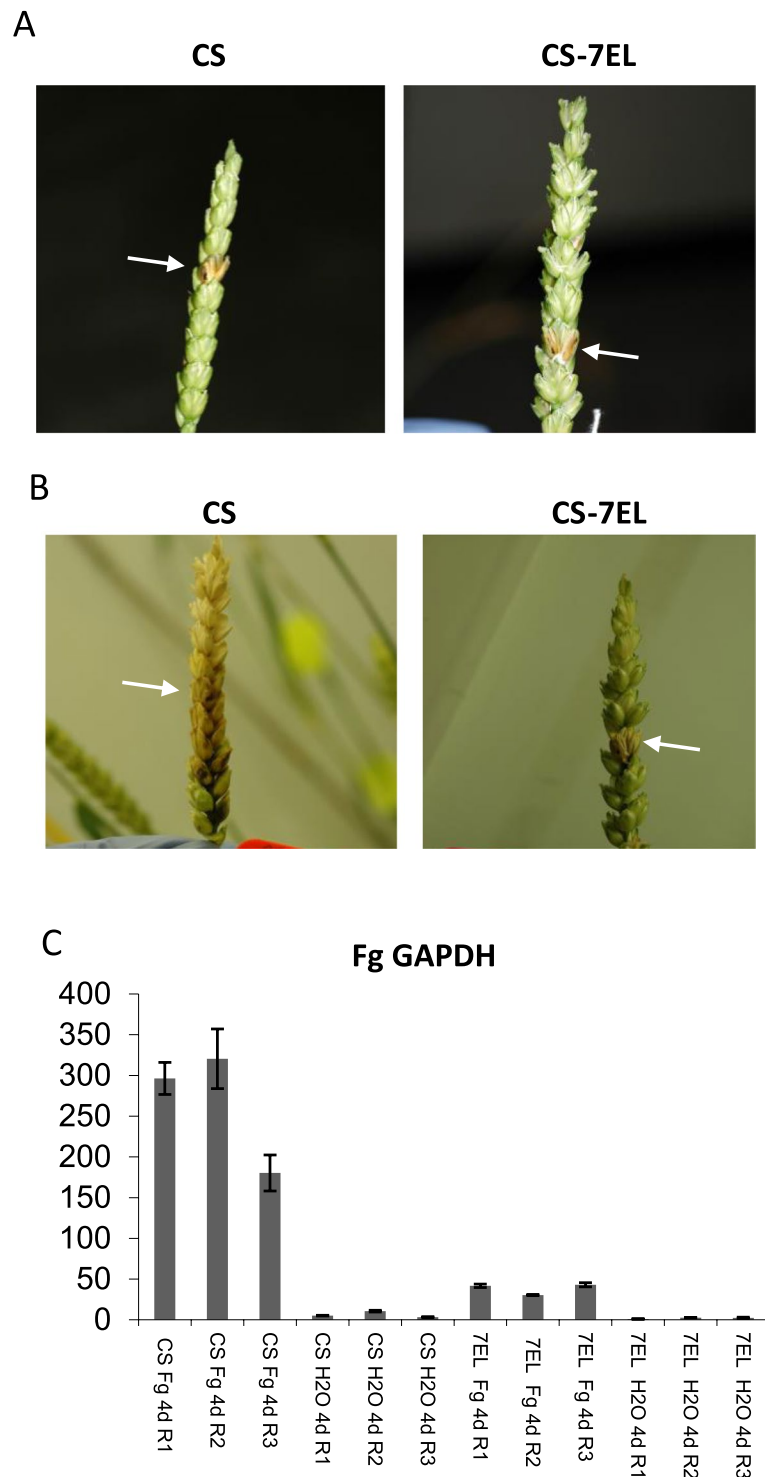 A
CS
CS-7EL
B
CS
CS-7EL
C
Fg GAPDH
400
350
300
250
200
150
100
50
0
CS Fg 4d R1
CS Fg 4d R2
CS Fg 4d R3
CS H2O 4d R1
CS H2O 4d R2
CS H2O 4d R3
7EL Fg 4d R1
7EL Fg 4d R2
7EL Fg 4d R3
7EL H2O 4d R1
7EL H2O 4d R2
7EL H2O 4d R3